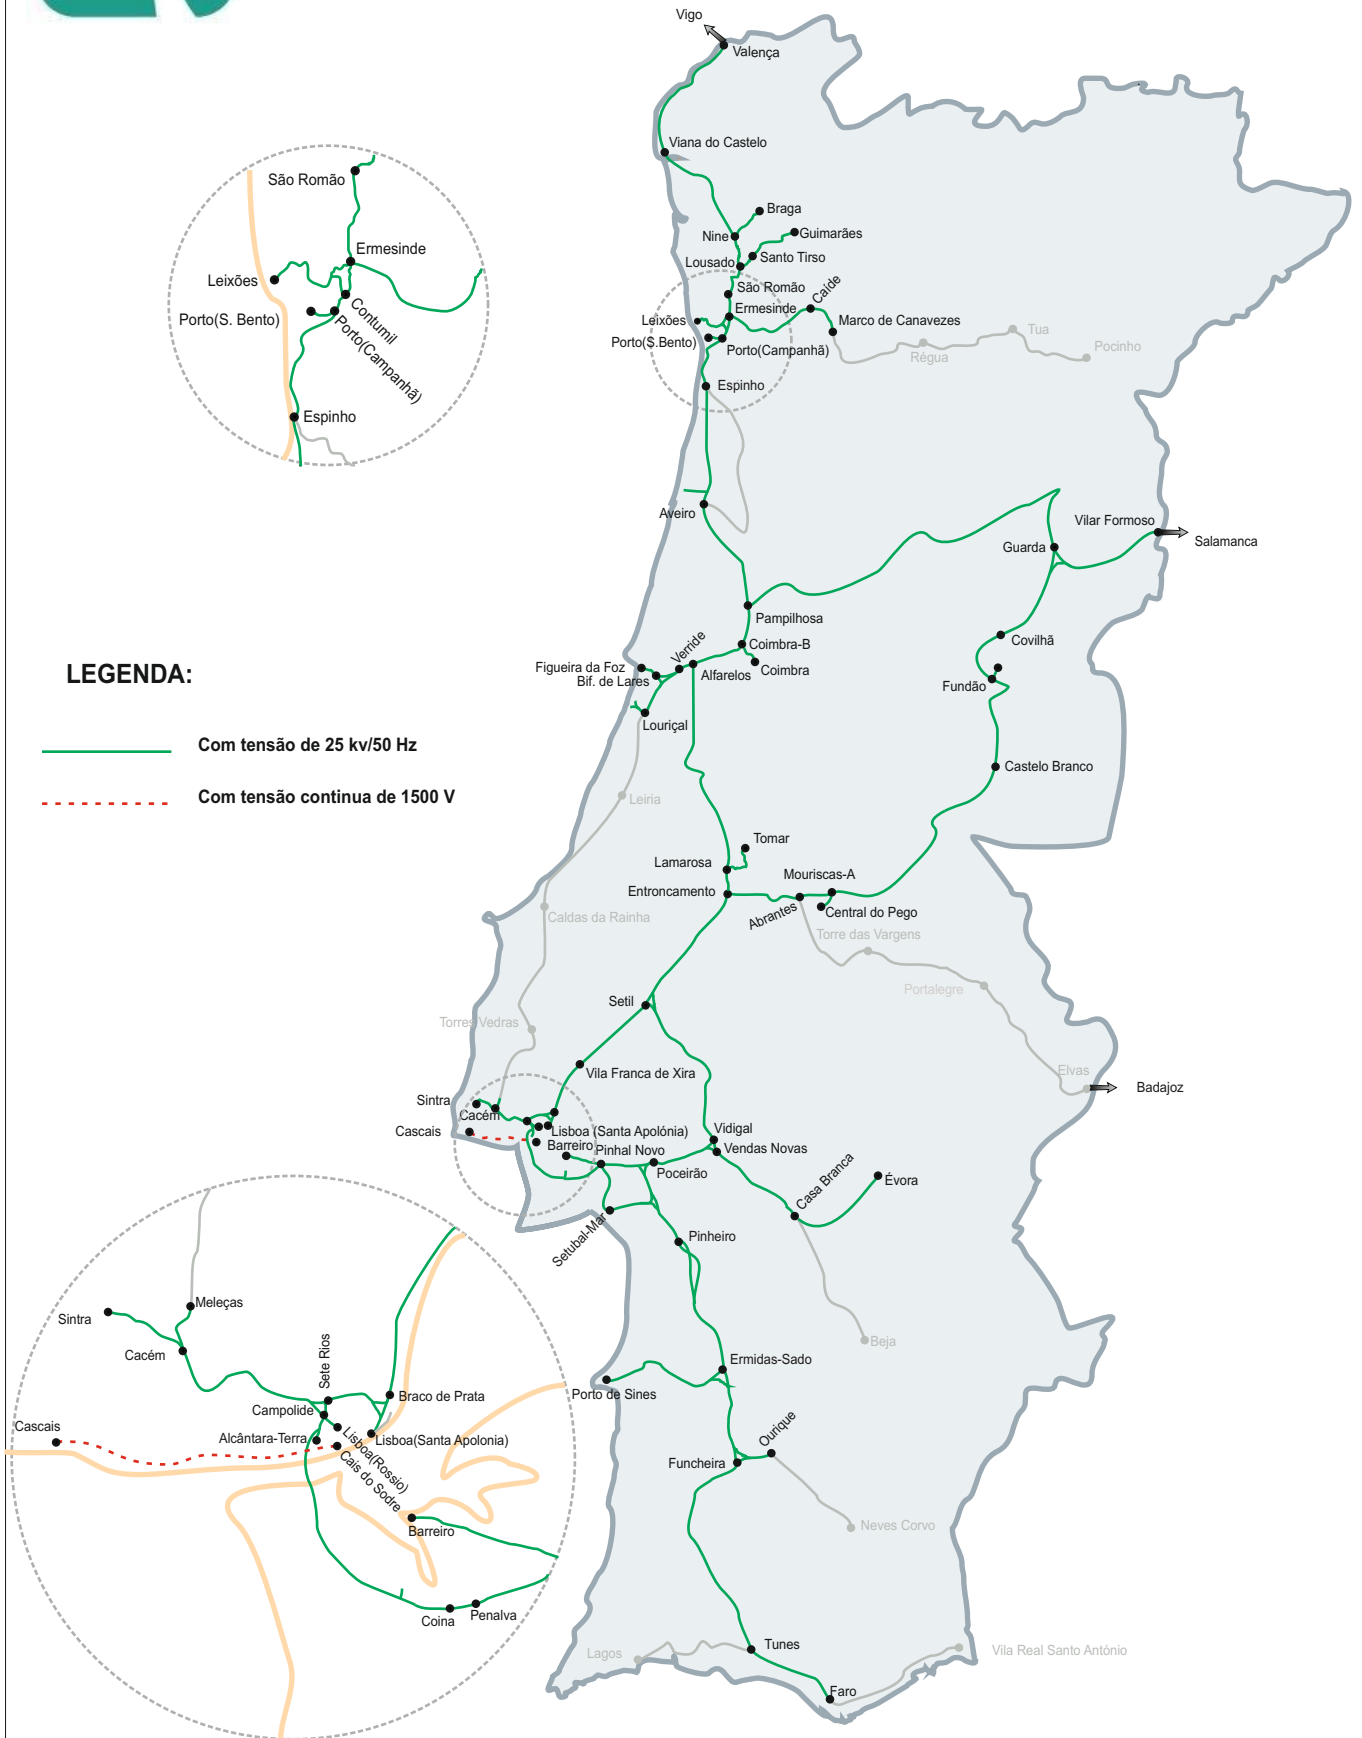 Vigo
Valença
Viana do Castelo
Braga
Nine
Guimarães
Lousado
Santo Tirso
São Romão
Ermesinde
Caíde
Leixões
Marco de Canavezes
Porto(S.Bento)
Porto(Campanhã)
Tua
Régua
Pocinho
Espinho
São Romão
Ermesinde
Leixões
Contumil
Porto(S. Bento)
Porto(Campanhã)
Espinho
Aveiro
Vilar Formoso
Salamanca
Guarda
Pampilhosa
Covilhã
Coimbra-B
Verride
Figueira da Foz
Coimbra
Bif. de Lares
Alfarelos
Fundão
Louriçal
LEGENDA:
Com tensão de 25 kv/50 Hz
Com tensão continua de 1500 V
Castelo Branco
Leiria
Tomar
Lamarosa
Mouriscas-A
Entroncamento
Abrantes
Central do Pego
Caldas da Rainha
Torre das Vargens
Portalegre
Setil
Torres Vedras
Vila Franca de Xira
Elvas
Badajoz
Sintra
Cacém
Cascais
Lisboa (Santa Apolónia)
Barreiro
Pinhal Novo
Vidigal
Vendas Novas
Poceirão
Casa Branca
Évora
Setubal-Mar
Pinheiro
Beja
Ermidas-Sado
Porto de Sines
Ourique
Funcheira
Neves Corvo
Tunes
Lagos
Vila Real Santo António
Faro
Meleças
Sintra
Cacém
Sete Rios
Braco de Prata
Campolide
Cascais
Alcântara-Terra
Lisboa(Rossio)
Lisboa(Santa Apolonia)
Cais do Sodre
Barreiro
Coina
Penalva